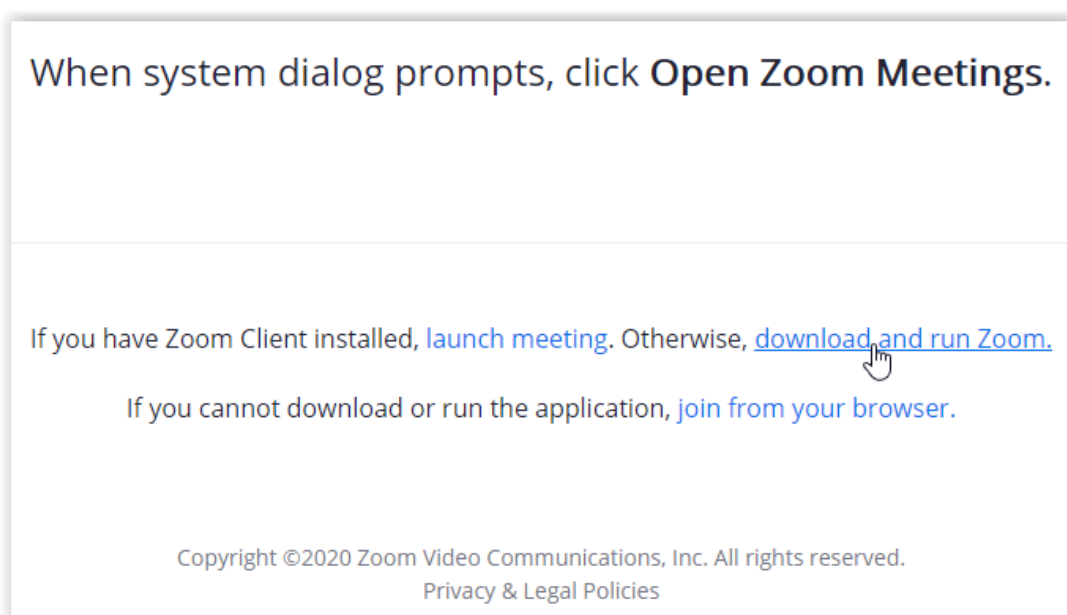 When system dialog prompts, click Open Zoom Meetings.
If you have Zoom Client installed, launch meeting. Otherwise, download and run Zoom.
If you cannot download or run the application, join from your browser.
Copyright ©2020 Zoom Video Communications, Inc. All rights reserved.
Privacy & Legal Policies